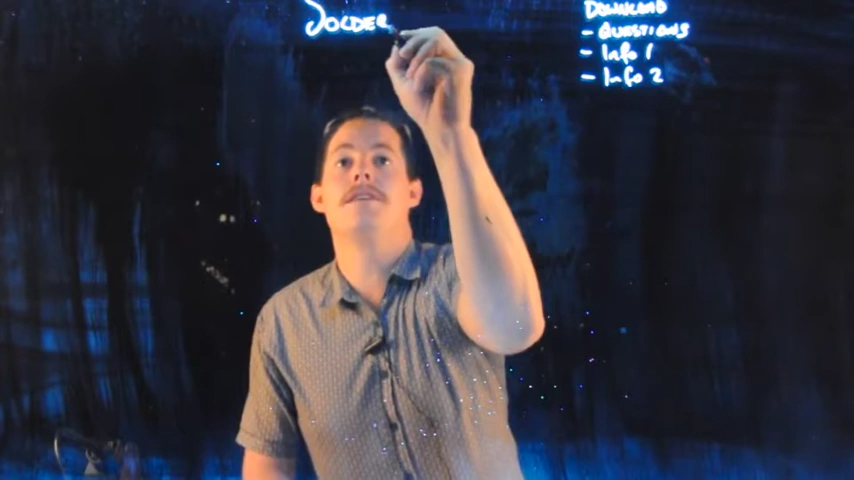 SOLDER
DOWNLOAD
- QUESTIONS
- Info 1
- Info 2